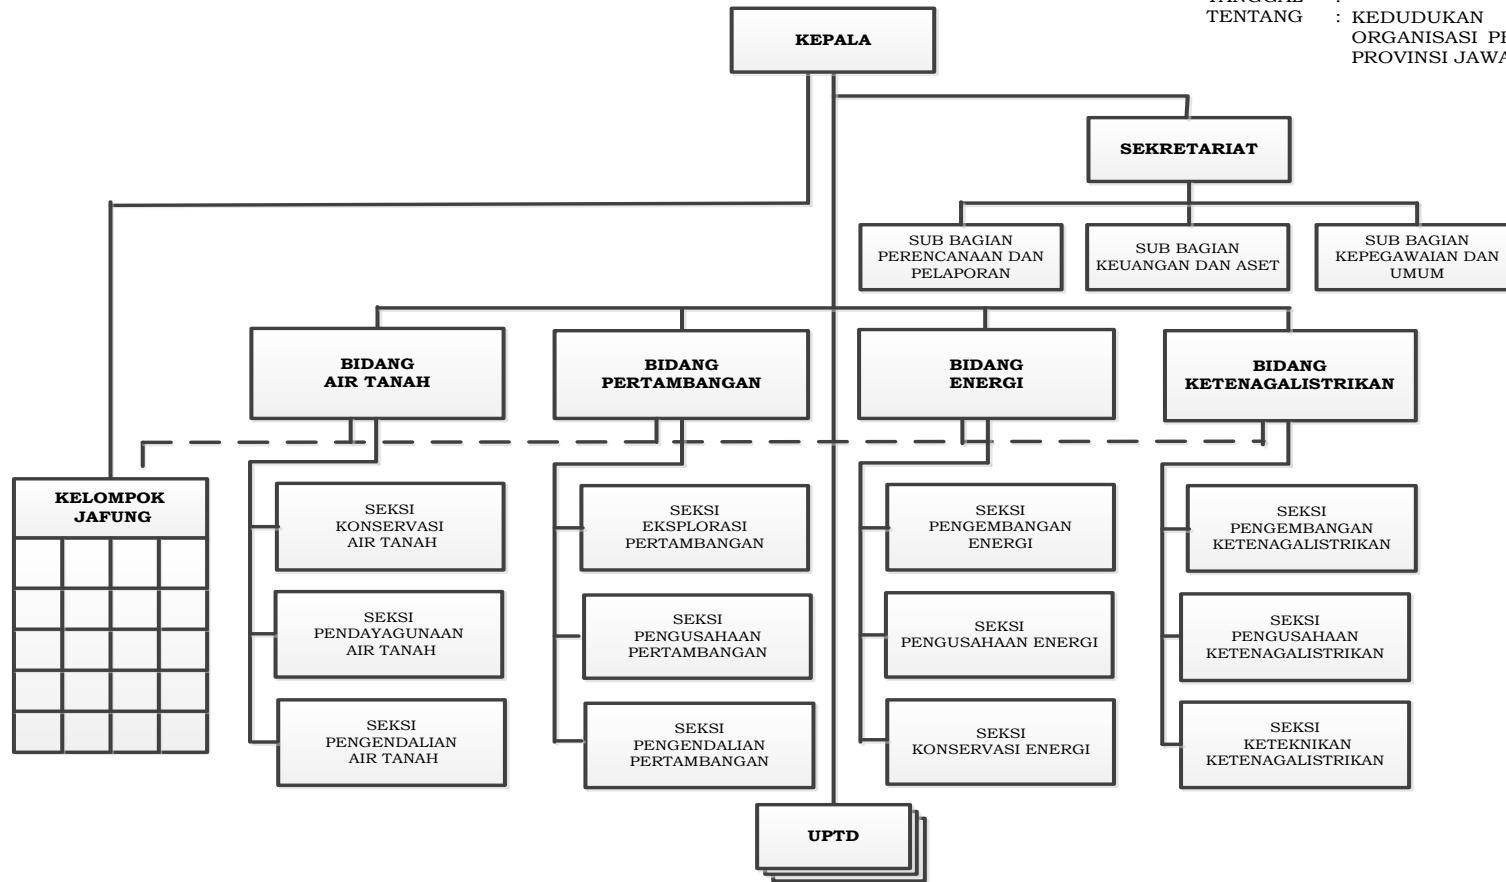 TENTANG : KEDUDUKAN
ORGANISASI
PROVINSI
KEPALA
SEKRETARIAT
SUB BAGIAN
PERENCANAAN DAN
PELAPORAN
SUB BAGIAN
KEUANGAN DAN ASET
SUB BAGIAN
KEPEGAWAIAN DAN
UMUM
BIDANG
AIR TANAH
BIDANG
PERTAMBANGAN
BIDANG
ENERGI
BIDANG
KETENAGALISTRIKAN
KELOMPOK
JAFUNG
SEKSI
KONSERVASI
AIR TANAH
SEKSI
EKSPLORASI
PERTAMBANGAN
SEKSI
PENGEMBANGAN
ENERGI
SEKSI
PENGEMBANGAN
KETENAGALISTRIKAN
SEKSI
PENDAYAGUNAAN
AIR TANAH
SEKSI
PENGUSAHAAN
PERTAMBANGAN
SEKSI
PENGUSAHAAN ENERGI
SEKSI
PENGUSAHAAN
KETENAGALISTRIKAN
SEKSI
PENGENDALIAN
AIR TANAH
SEKSI
PENGENDALIAN
PERTAMBANGAN
SEKSI
KONSERVASI ENERGI
SEKSI
KETEKNIKAN
KETENAGALISTRIKAN
UPTD